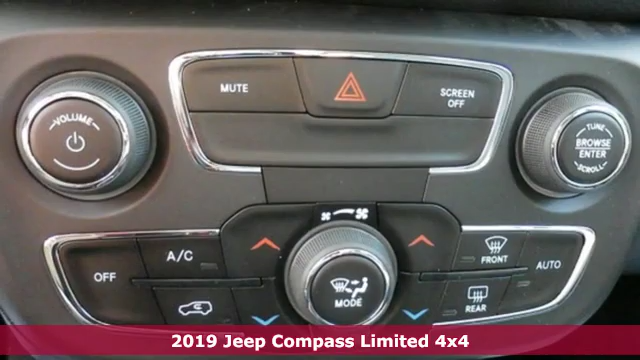 MUTE
SCREEN
OFF
VOLUME
TUNE
BROWSE
ENTER
SCROLL
OFF
A/C
MODE
FRONT
REAR
AUTO
2019 Jeep Compass Limited 4x4